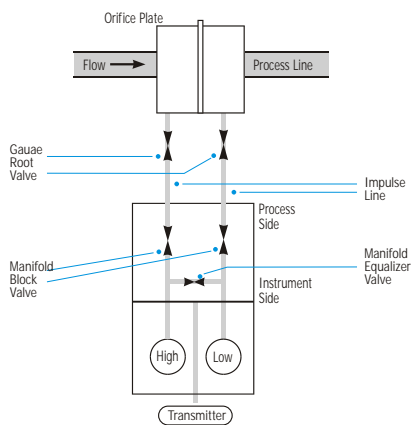 Orifice Plate
Flow
Process Line
Gauae
Root
Valve
Impulse
Line
Process
Side
Manifold
Block
Valve
Manifold
Equalizer
Valve
Instrument
Side
High
Low
Transmitter